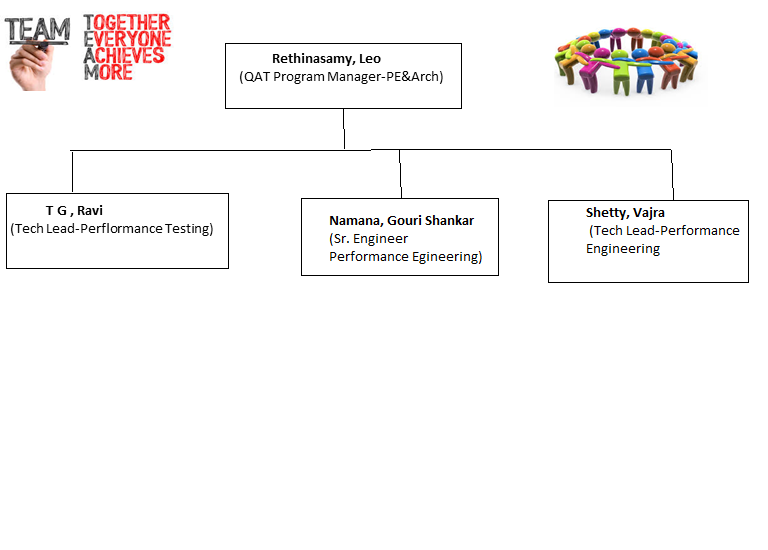 TEAM
TOGETHER
EVERYONE
ACHIEVES
MORE
Rethinasamy, Leo
(QAT Program Manager-PE&Arch)
T G , Ravi
(Tech Lead-Perflormance Testing)
Namana, Gouri Shankar
(Sr. Engineer
Performance Egineering)
Shetty, Vajra
(Tech Lead-Performance
Engineering